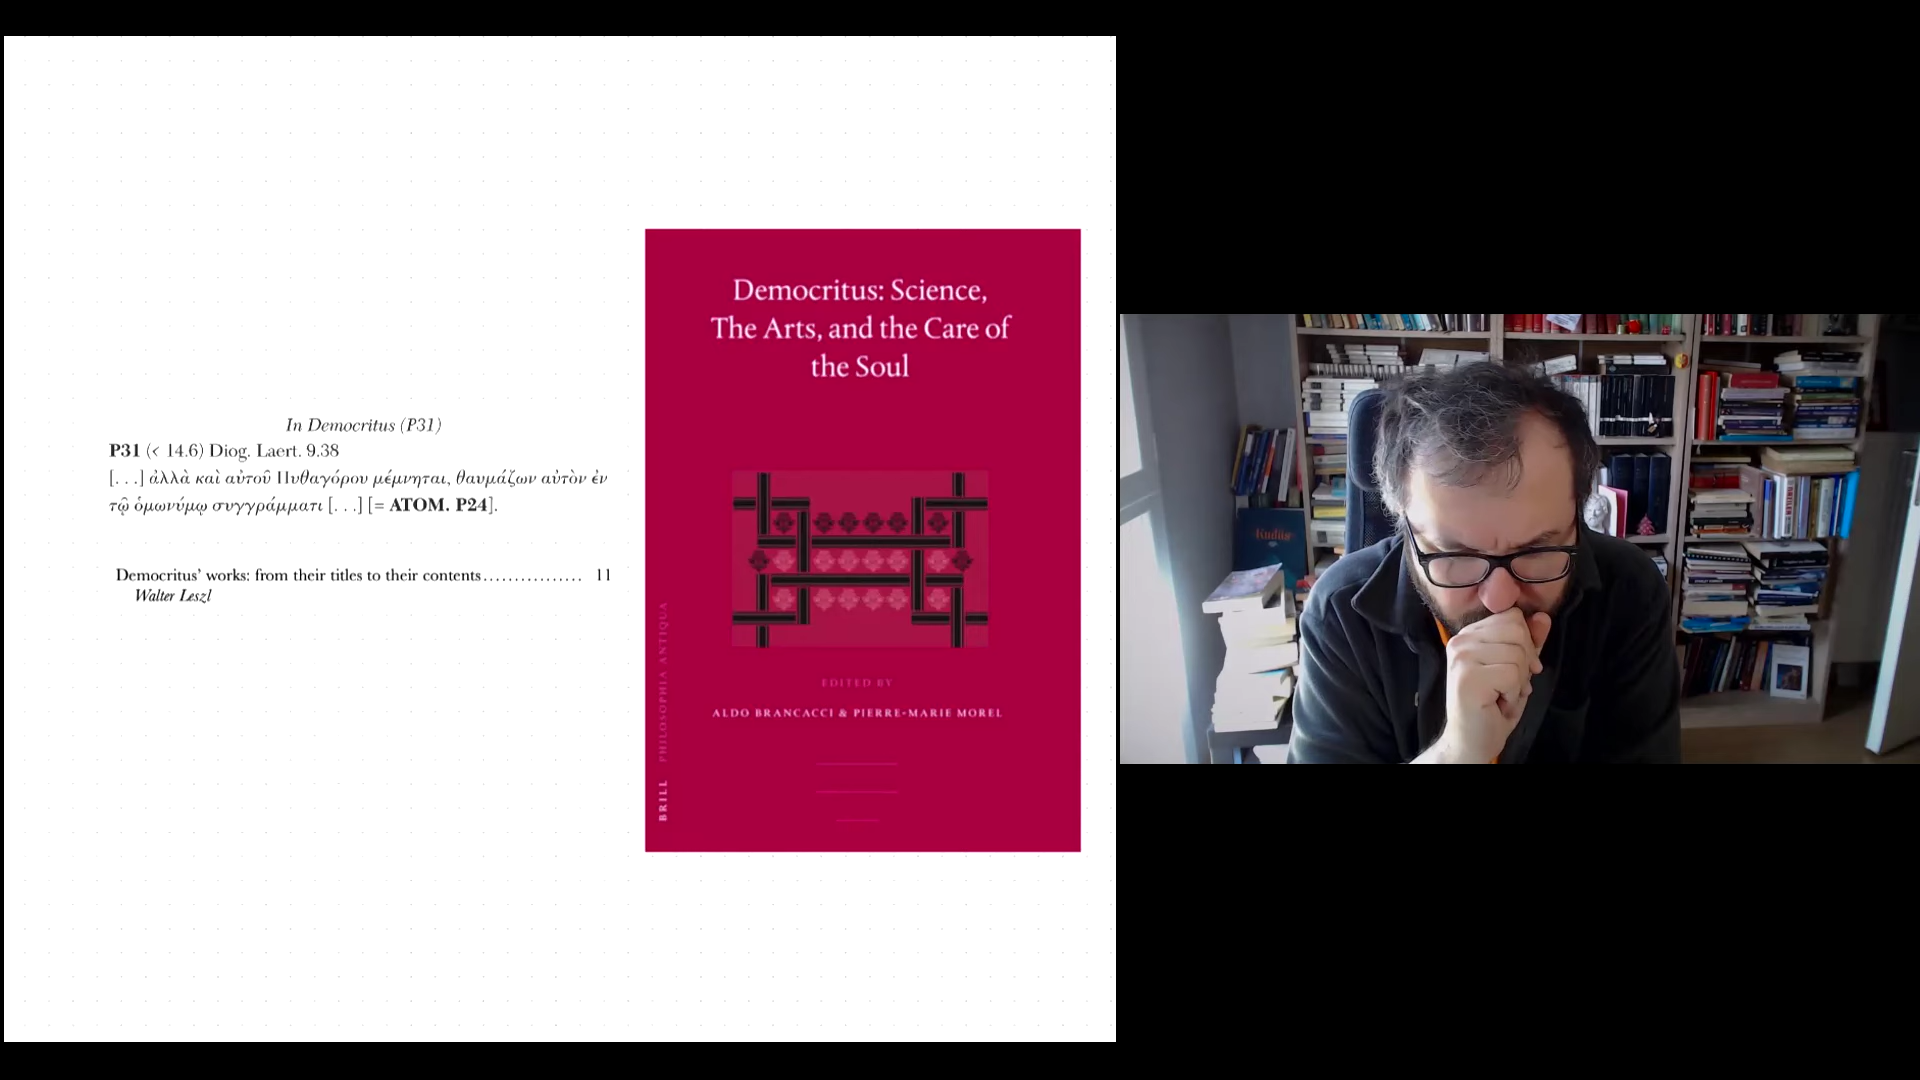 In Democritus (P31)
P31 (< 14.6) Diog. Laert. 9.38
[. . .] ἀλλὰ καὶ αὐτοῦ Πυθαγόρου μέμνηται, θαυμάζων αὐτὸν ἐν
τῷ ὁμωνύμῳ συγγράμματι [. . .] [= ATOM. P24].
Democritus’ works: from their titles to their contents................ 11
Walter Leszl
Democritus: Science,
The Arts, and the Care of
the Soul
EDITED BY
ALDO BRANCACCI & PIERRE-MARIE MOREL
BRILL PHILOSOPHIA ANTIQUA
Kudüs